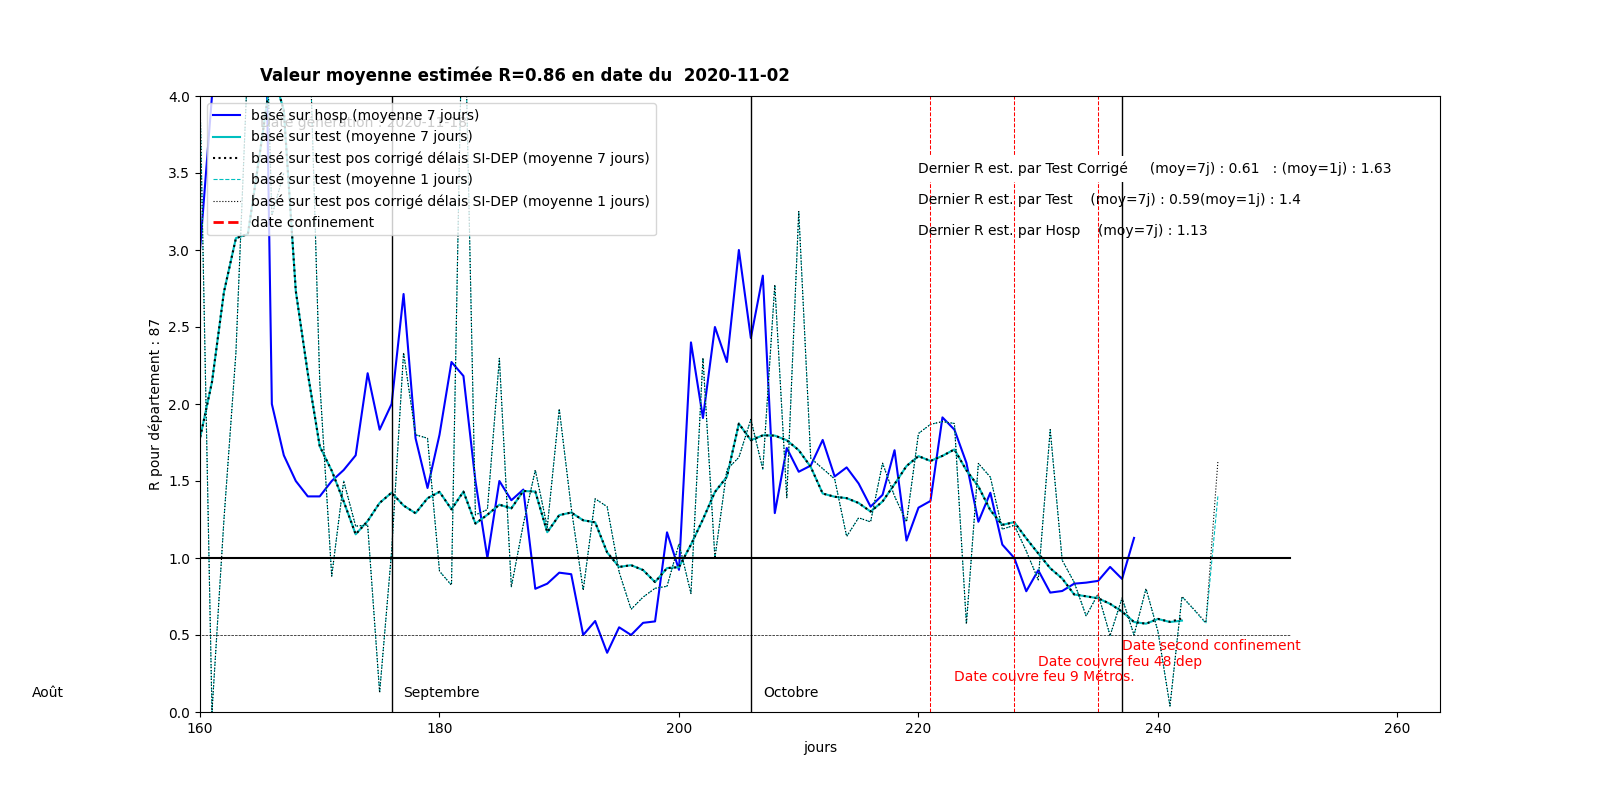 Valeur moyenne estimée R=0.86 en date du  2020-11-02
4.0
3.5
3.0
2.5
2.0
1.5
1.0
0.5
0.0
R pour département : 87
basé sur hosp (moyenne 7 jours)
basé sur test (moyenne 7 jours)
basé sur test pos corrigé délais SI-DEP (moyenne 7 jours)
basé sur test (moyenne 1 jours)
basé sur test pos corrigé délais SI-DEP (moyenne 1 jours)
date confinement
Dernier R est. par Test Corrigé     (moy=7j) : 0.61   : (moy=1j) : 1.63
Dernier R est. par Test    (moy=7j) : 0.59(moy=1j) : 1.4
Dernier R est. par Hosp    (moy=7j) : 1.13
Date second confinement
Date couvre feu 48 dep
Date couvre feu 9 Métros.
Août
Septembre
Octobre
160
180
200
220
240
260
jours